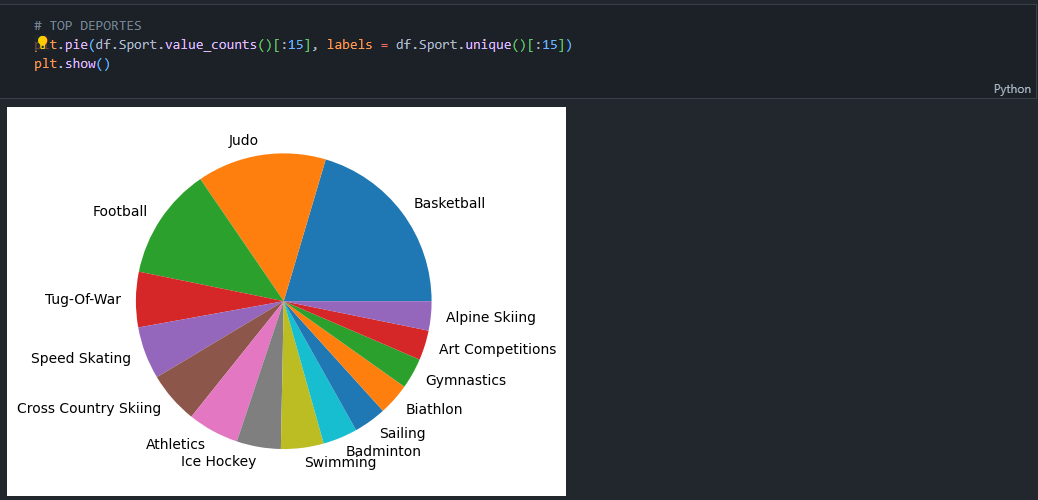 # TOP DEPORTES
plt.pie(df.Sport.value_counts()[:15], labels = df.Sport.unique()[:15])
plt.show()
Python
Judo
Basketball
Football
Tug-Of-War
Alpine Skiing
Art Competitions
Speed Skating
Gymnastics
Cross Country Skiing
Biathlon
Sailing
Athletics
Badminton
Ice Hockey
Swimming